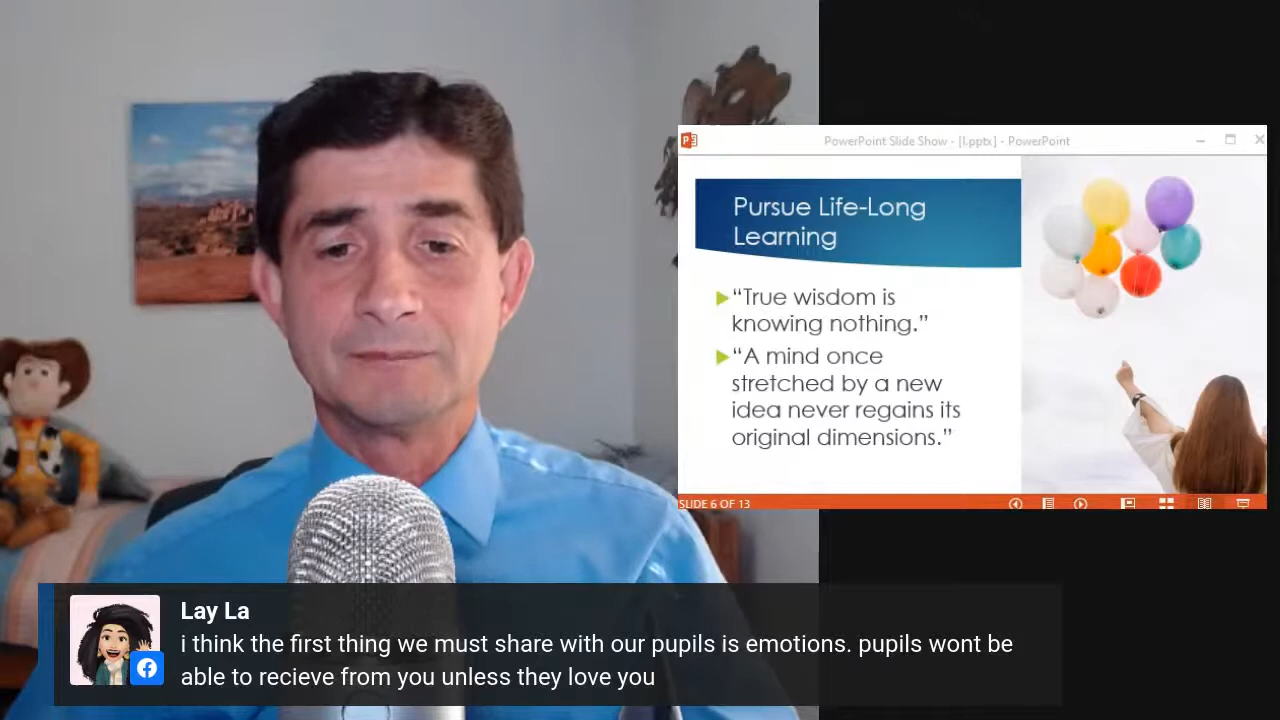 PowerPoint Slide Show - [l.pptx] - PowerPoint
Pursue Life-Long
Learning
“True wisdom is
knowing nothing.”
“A mind once
stretched by a new
idea never regains its
original dimensions.”
SLIDE 6 OF 13
Lay La
i think the first thing we must share with our pupils is emotions. pupils wont be
able to recieve from you unless they love you